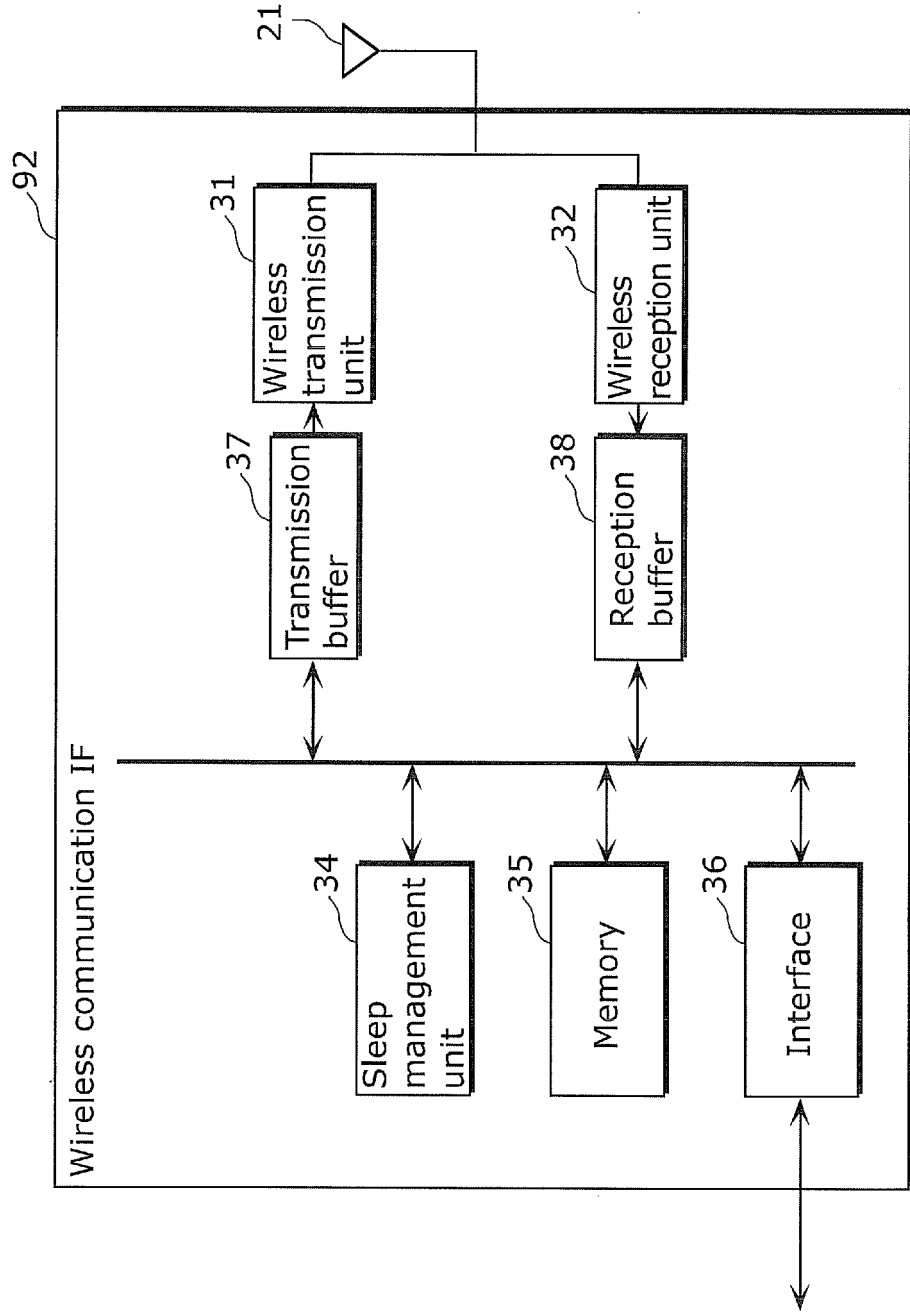 92
Wireless communication IF
21
34
Sleep
management
unit
37
Transmission
buffer
31
Wireless
transmission
unit
35
Memory
38
Reception
buffer
32
Wireless
reception unit
36
Interface